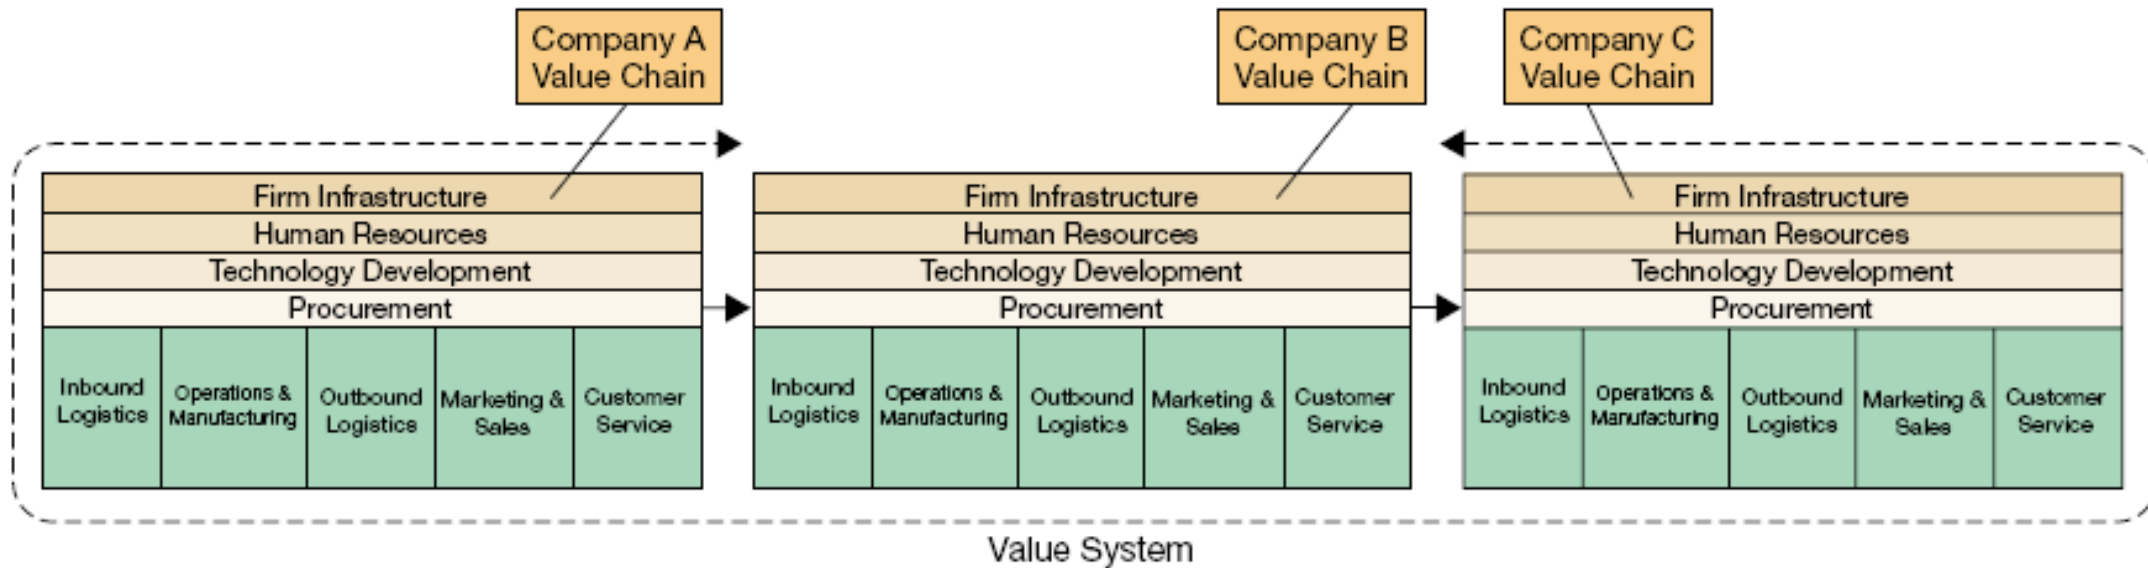 Company A
Value Chain
Company B
Value Chain
Company C
Value Chain
Firm Infrastructure
Human Resources
Technology Development
Procurement
Inbound
Logistics
Operations &
Manufacturing
Outbound
Logistics
Marketing &
Sales
Customer
Service
Firm Infrastructure
Human Resources
Technology Development
Procurement
Inbound
Logistics
Operations &
Manufacturing
Outbound
Logistics
Marketing &
Sales
Customer
Service
Firm Infrastructure
Human Resources
Technology Development
Procurement
Inbound
Logistics
Operations &
Manufacturing
Outbound
Logistics
Marketing &
Sales
Customer
Service
Value System